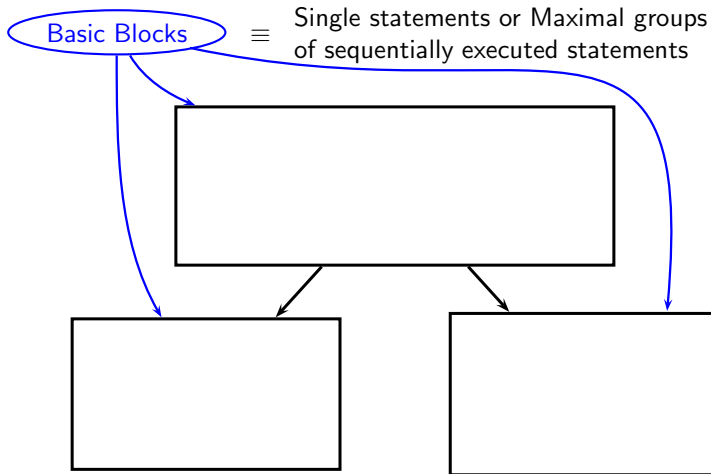 Basic Blocks ≡ Single statements or Maximal groups
of sequentially executed statements